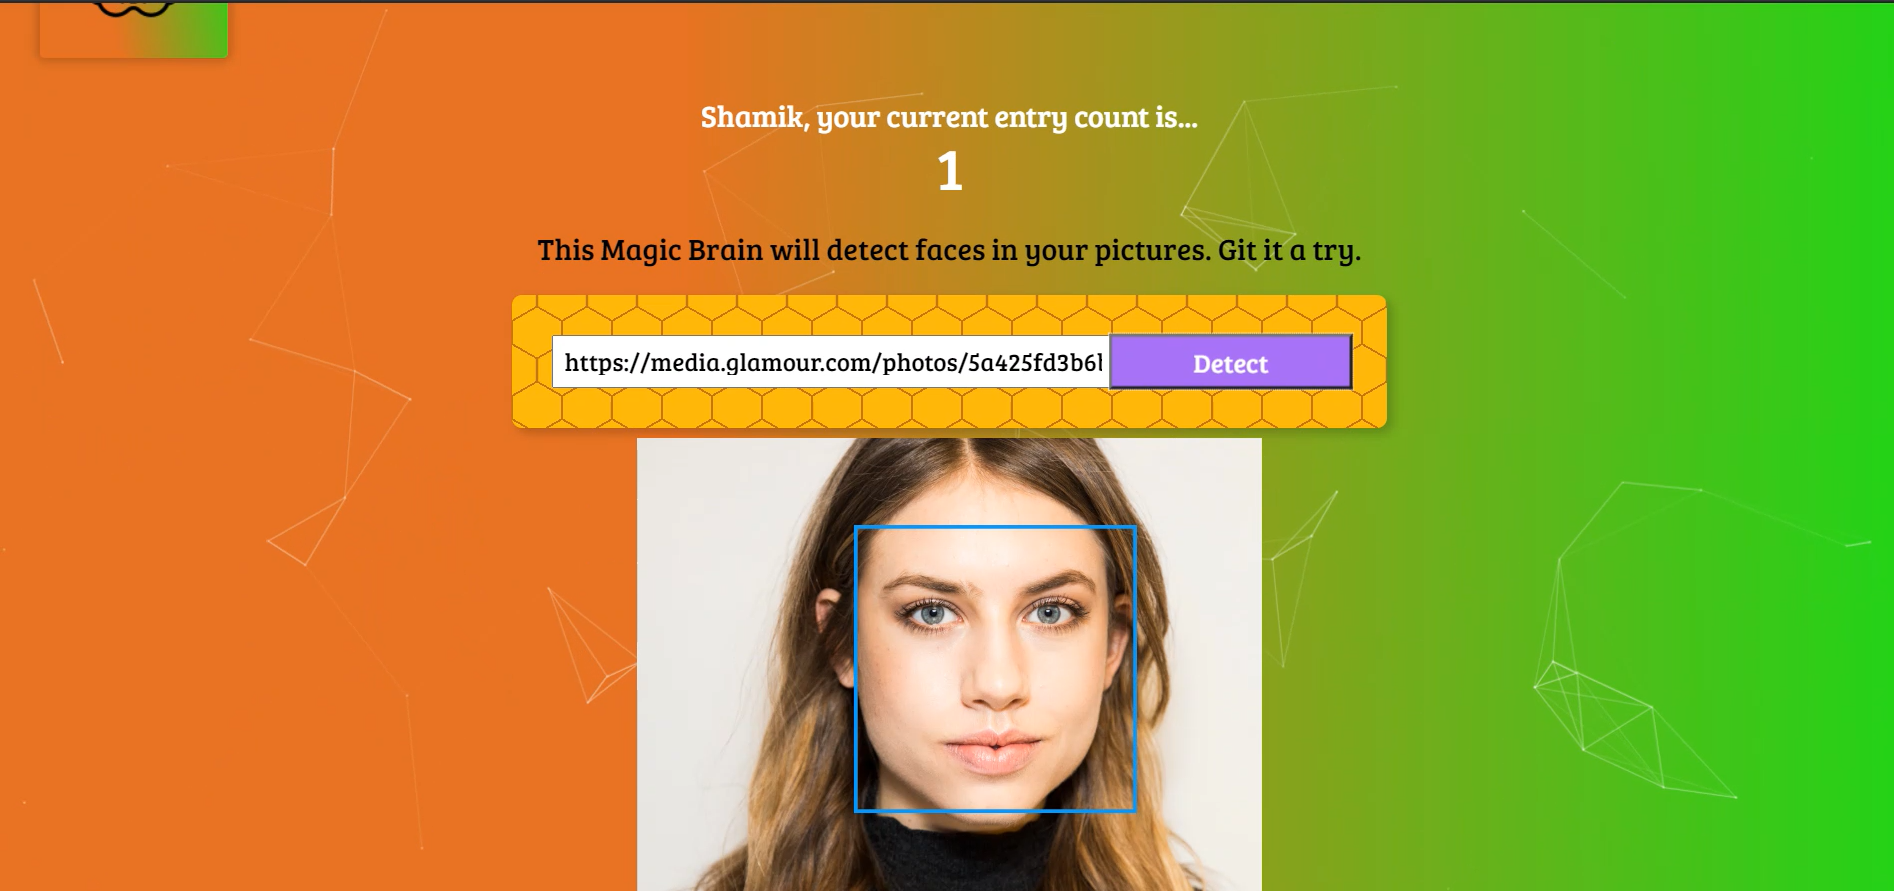 Shamik, your current entry count is...
1
This Magic Brain will detect faces in your pictures. Git it a try.
https://media.glamour.com/photos/5a425fd3b6
Detect